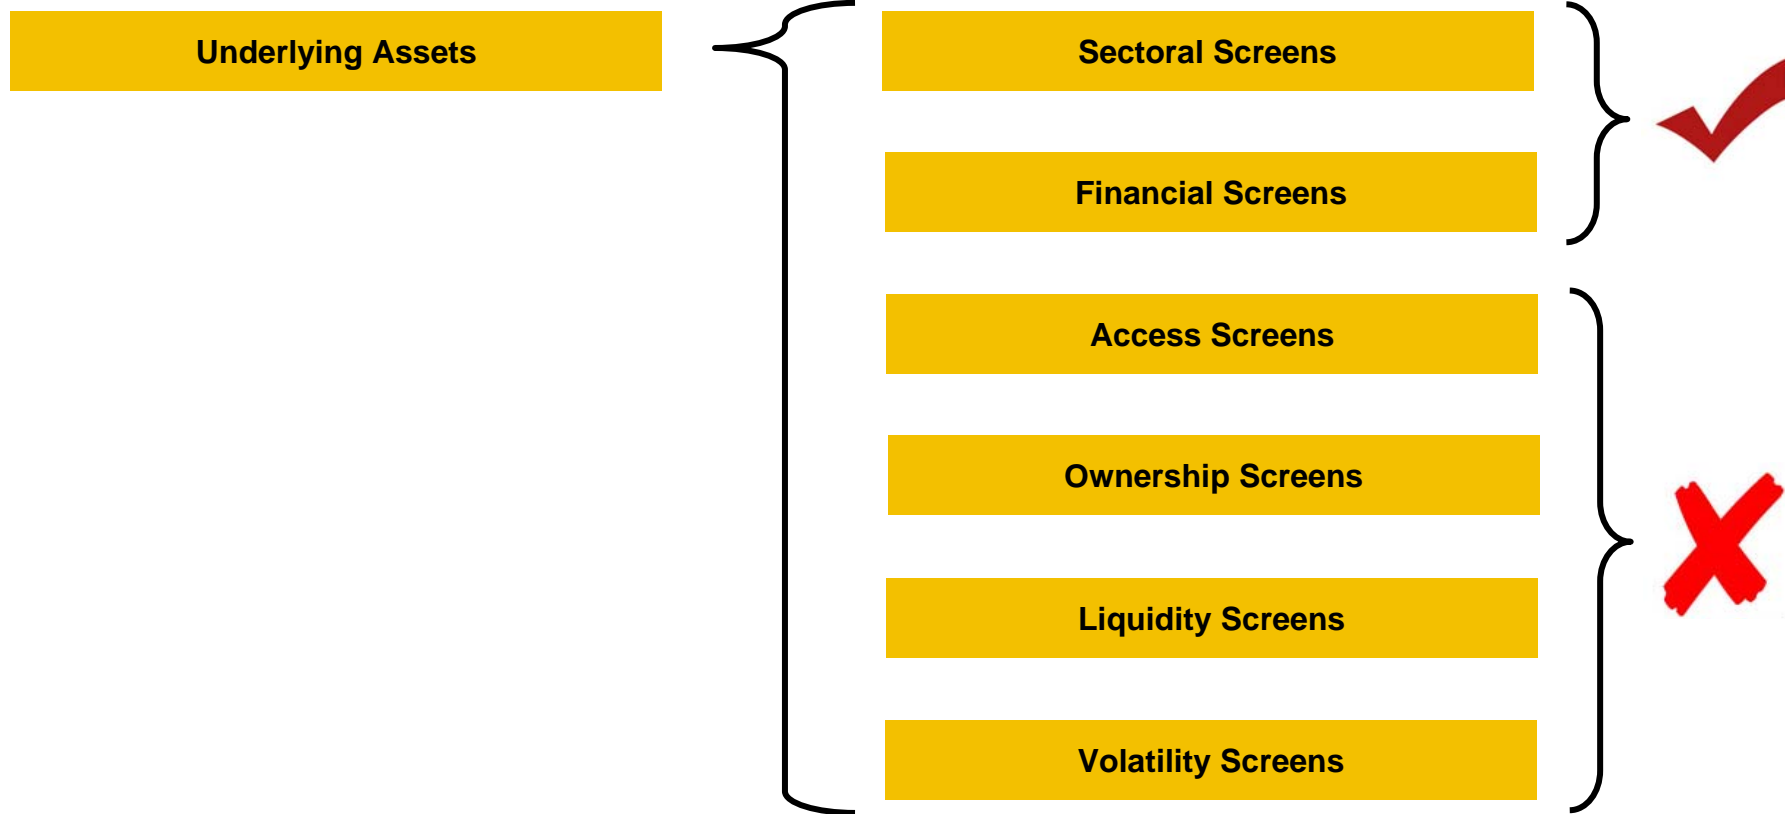 Underlying Assets
Sectoral Screens
Financial Screens
Access Screens
Ownership Screens
Liquidity Screens
Volatility Screens